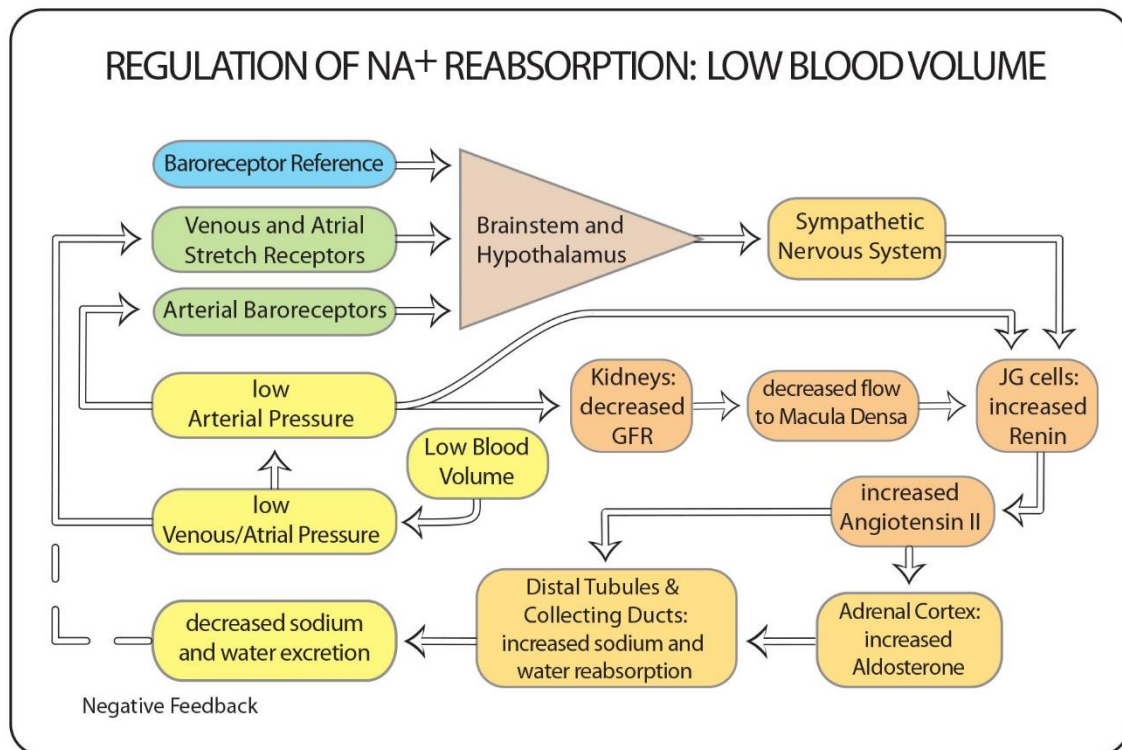 REGULATION OF NA+ REABSORPTION: LOW BLOOD VOLUME
Baroreceptor Reference
Venous and Atrial
Stretch Receptors
Arterial Baroreceptors
Brainstem and
Hypothalamus
Sympathetic
Nervous System
low
Arterial Pressure
Kidneys:
decreased
GFR
decreased flow
to Macula Densa
JG cells:
increased
Renin
Low Blood
Volume
low
Venous/Atrial Pressure
increased
Angiotensin II
decreased sodium
and water excretion
Distal Tubules &
Collecting Ducts:
increased sodium and
water reabsorption
Adrenal Cortex:
increased
Aldosterone
Negative Feedback